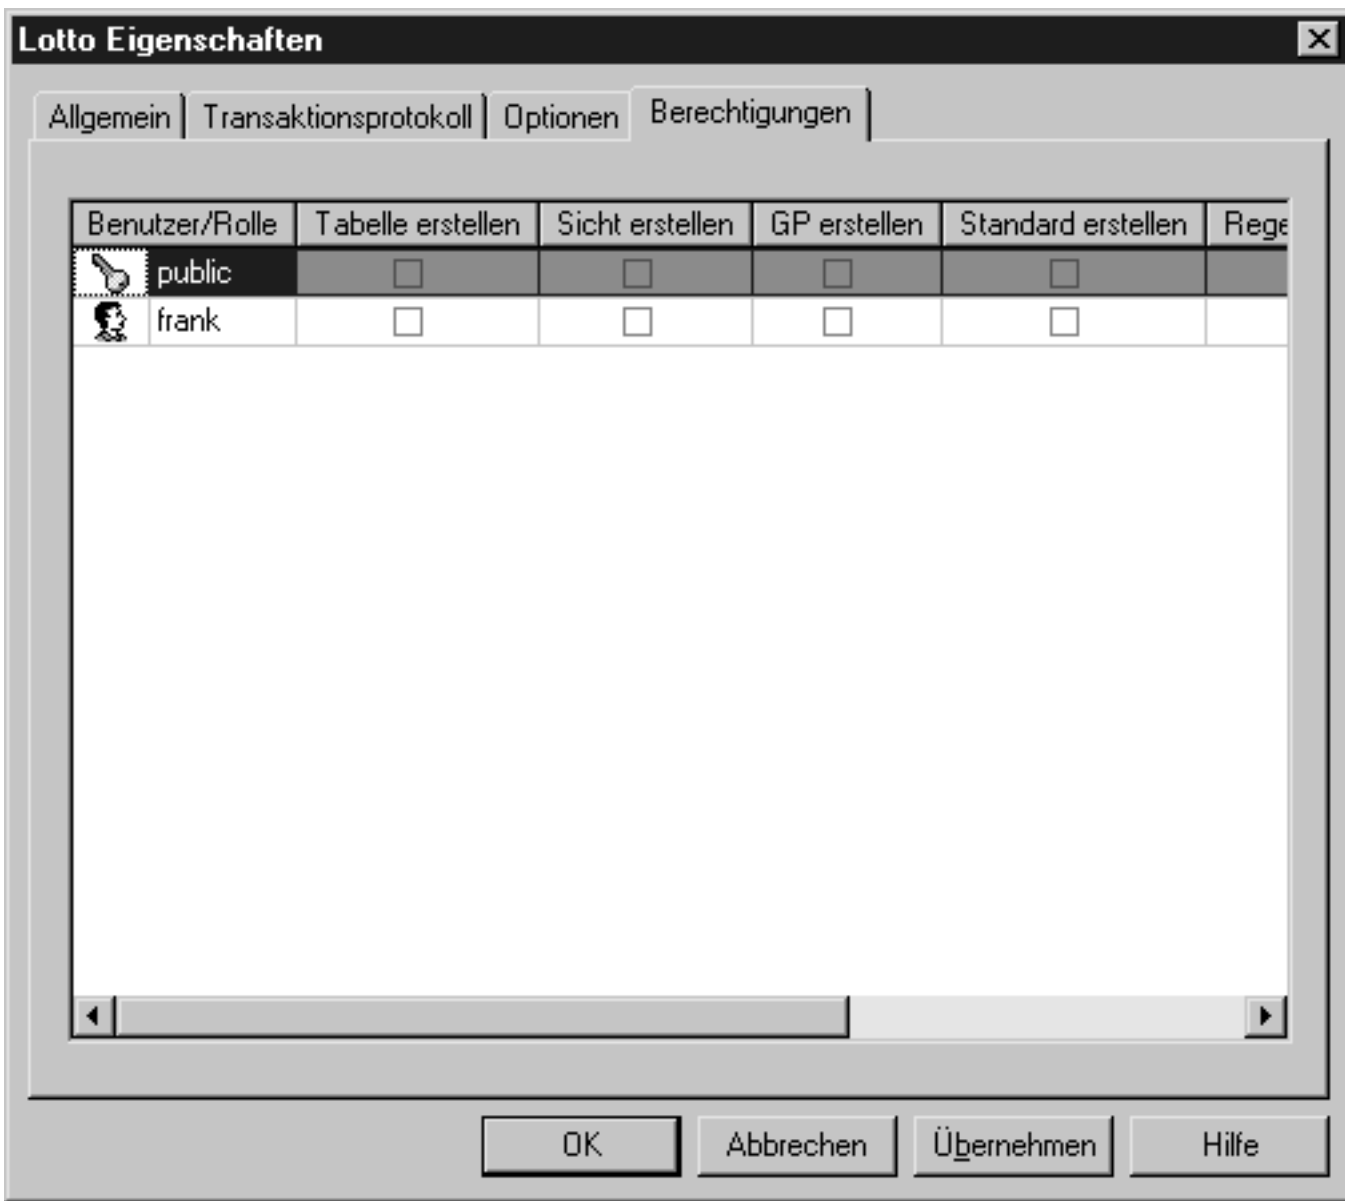 Lotto Eigenschaften
Allgemein Transaktionsprotokoll Optionen Berechtigungen
Benutzer/Rolle Tabelle erstellen Sicht erstellen GP erstellen Standard erstellen Rege
public
frank
OK Abbrechen Übernehmen Hilfe